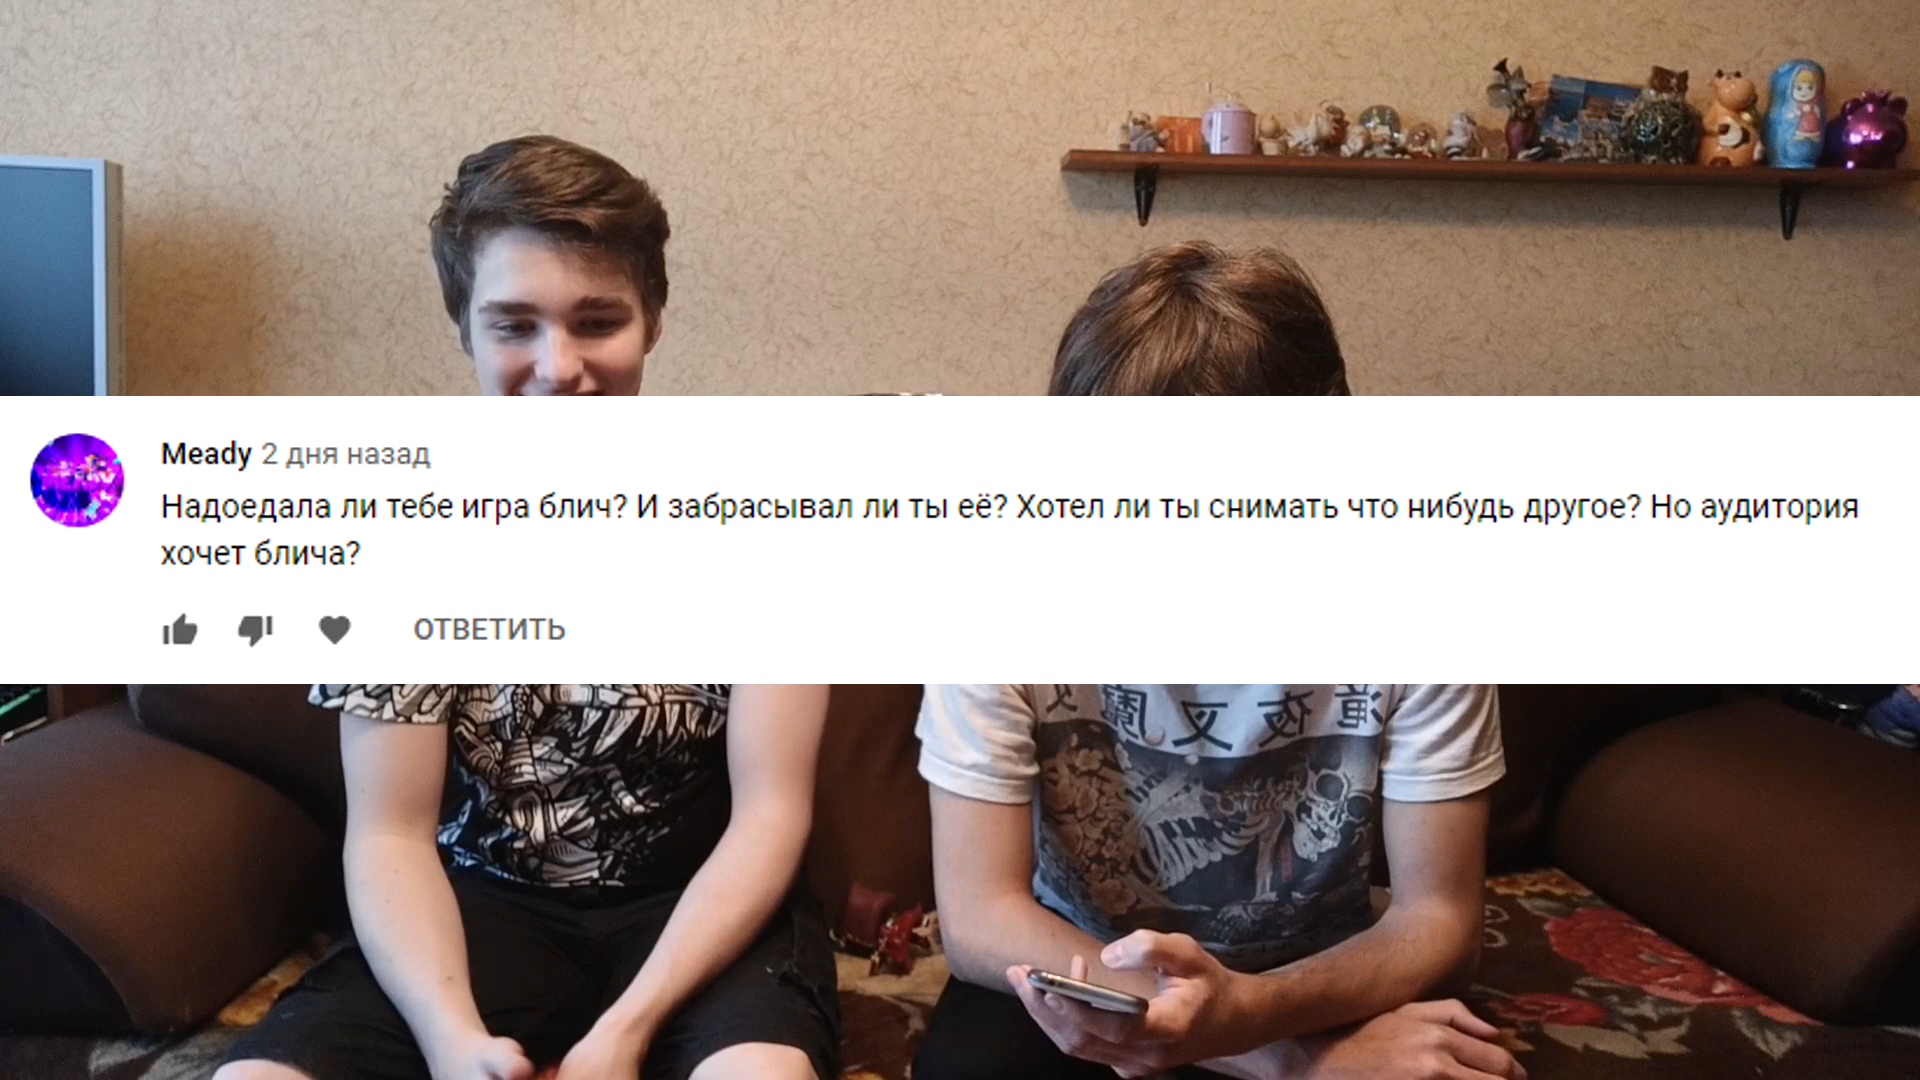 Meady 2 дня назад
Надоедала ли тебе игра блич? И забрасывал ли ты её? Хотел ли ты снимать что нибудь другое? Но аудитория
хочет блича?
ОТВЕТИТЬ